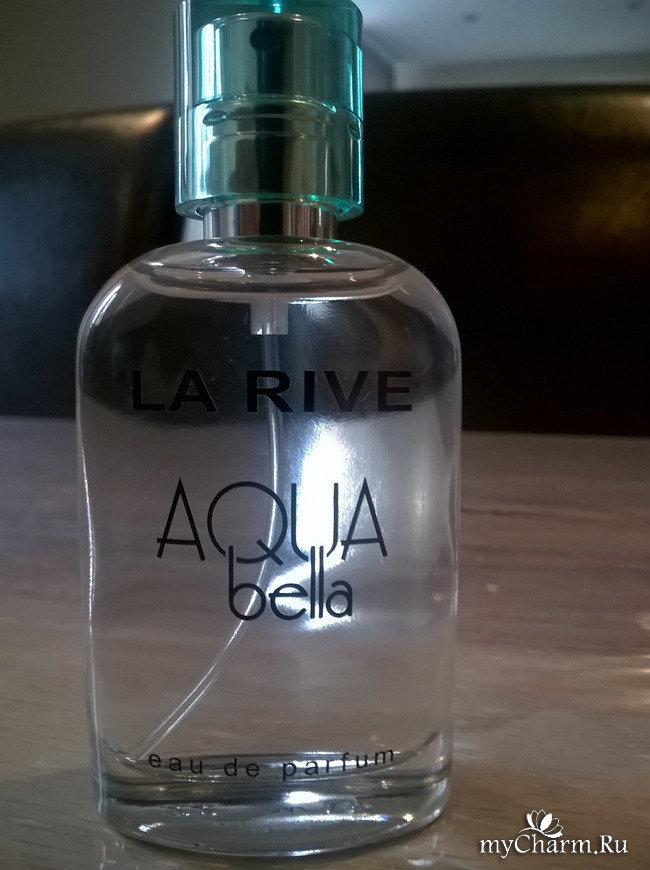 LA RIVE
AQUA
bella
eau de parfum
myCharm.Ru